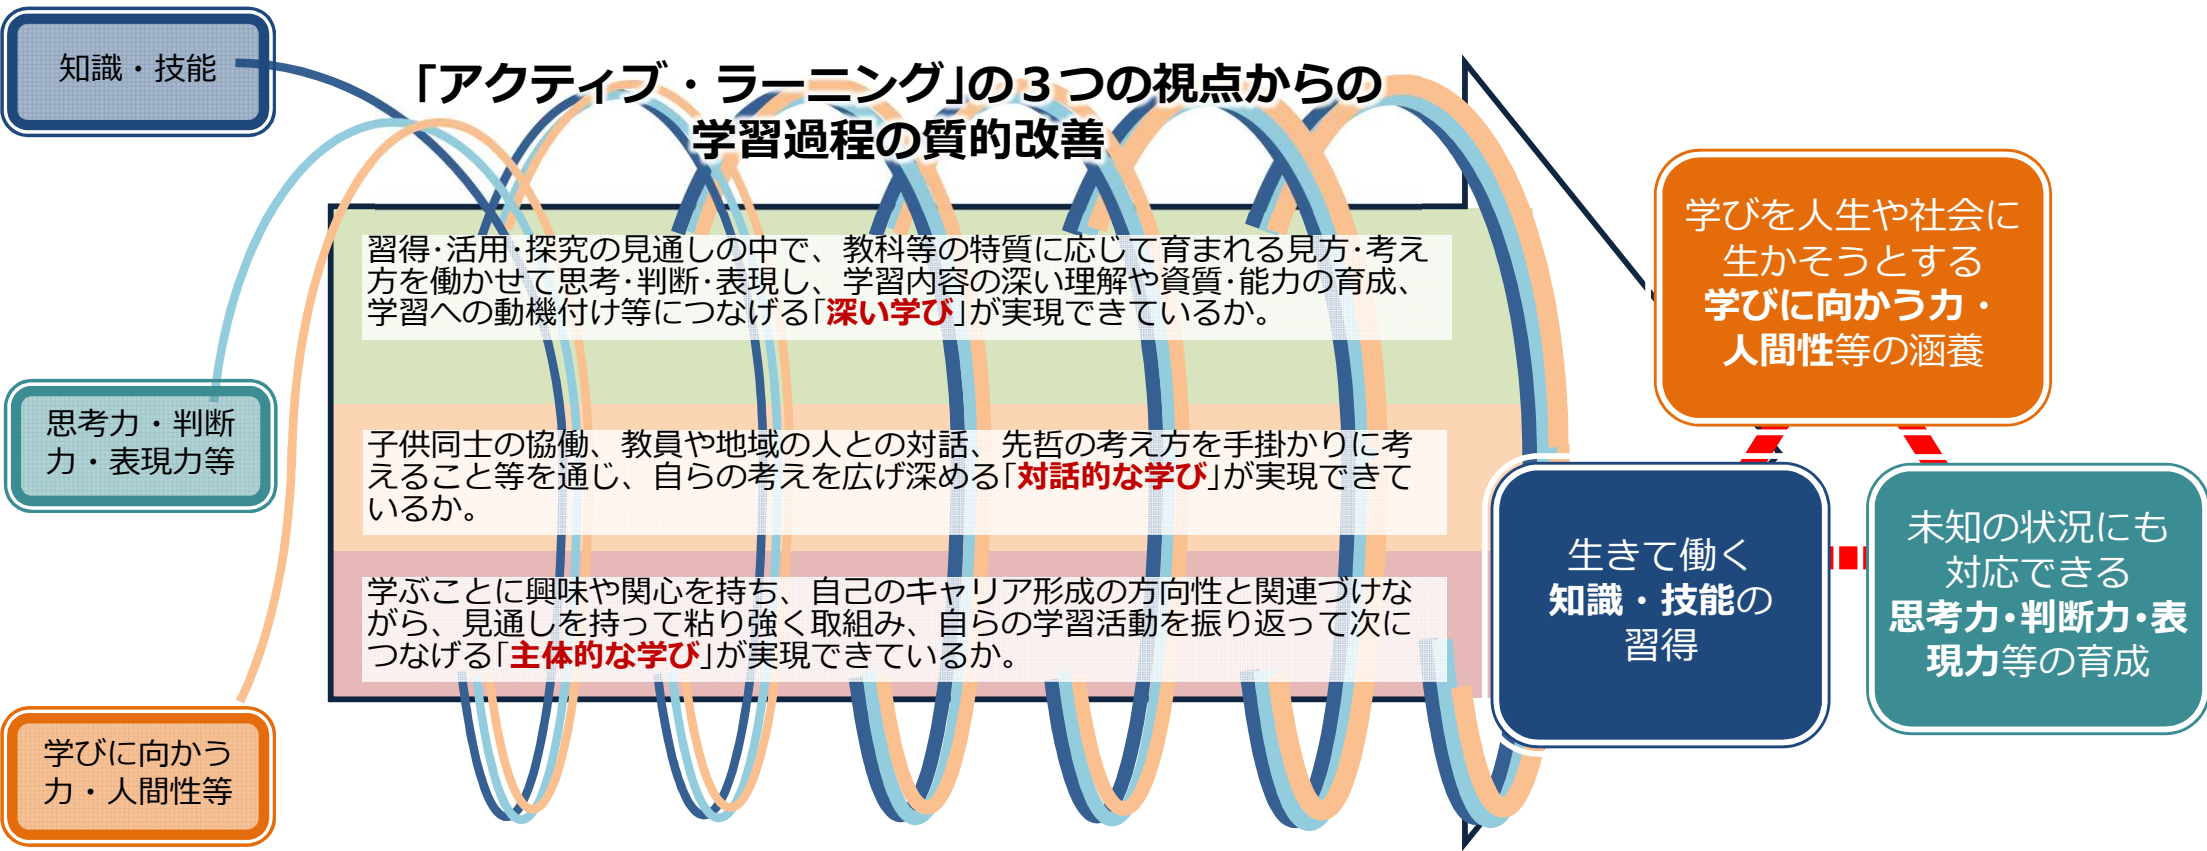 知識・技能
「アクティブ・ラーニング」の３つの視点からの
学習過程の質的改善
習得・活用・探究の見通しの中で、教科等の特質に応じて育まれる見方・考え
方を働かせて思考・判断・表現し、学習内容の深い理解や資質・能力の育成、
学習への動機付け等につなげる「深い学び」が実現できているか。
思考力・判断
力・表現力等
子供同士の協働、教員や地域の人との対話、先哲の考え方を手掛かりに考
えること等を通じ、自らの考えを広げ深める「対話的な学び」が実現できて
いるか。
学ぶことに興味や関心を持ち、自己のキャリア形成の方向性と関連づけな
がら、見通しを持って粘り強く取組み、自らの学習活動を振り返って次に
つなげる「主体的な学び」が実現できているか。
学びに向かう
力・人間性等
学びを人生や社会に
生かそうとする
学びに向かう力・
人間性等の涵養
生きて働く
知識・技能の
習得
未知の状況にも
対応できる
思考力・判断力・表
現力等の育成